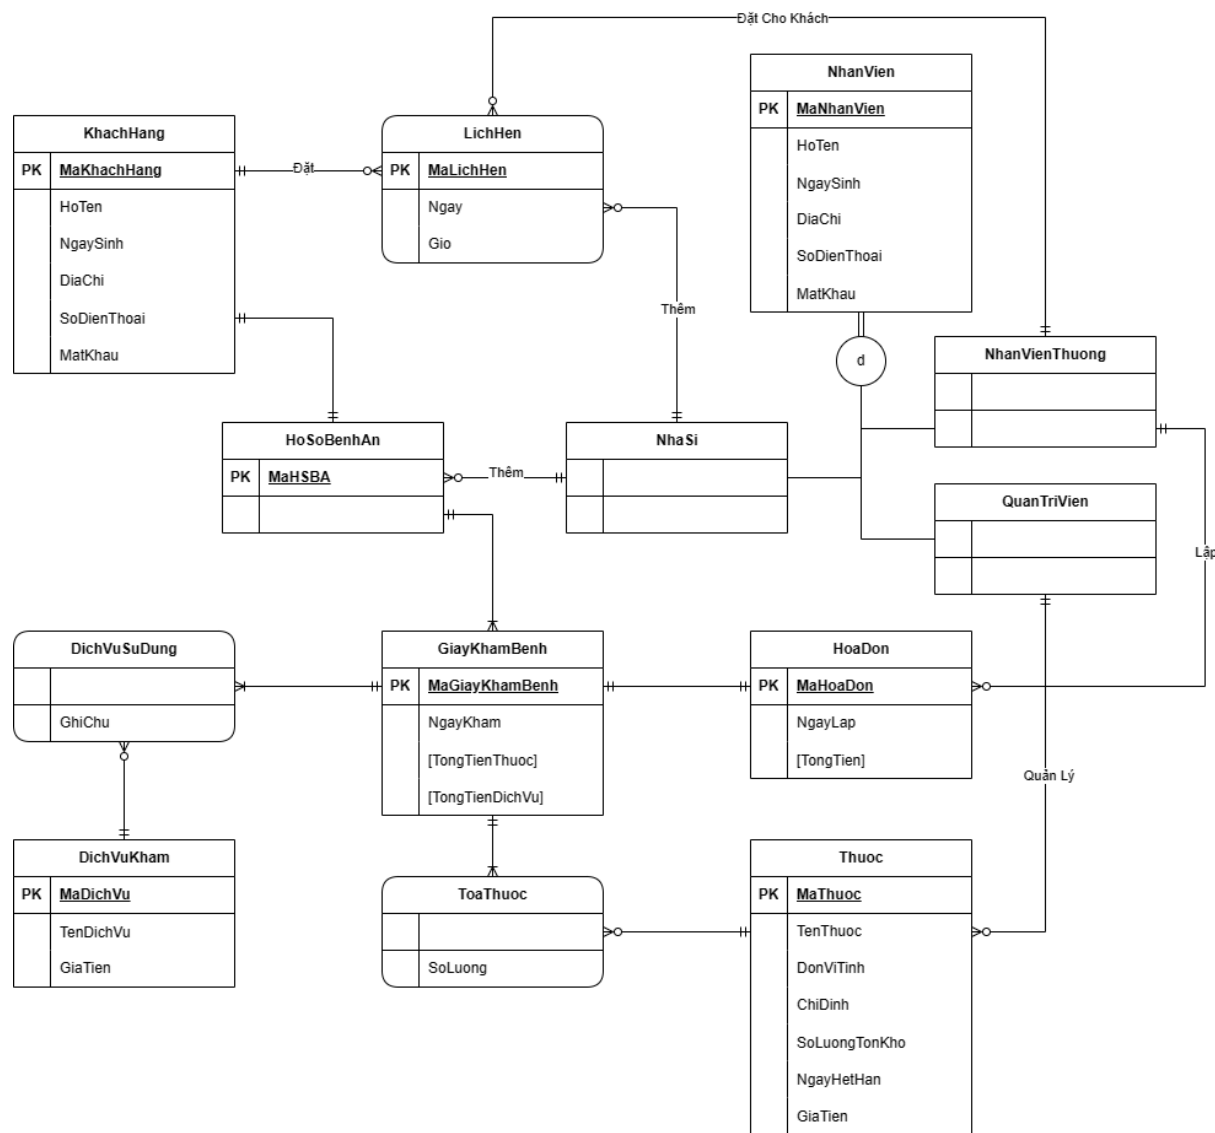 Đặt Cho Khách
NhanVien
PK MaNhanVien
HoTen
NgaySinh
DiaChi
SoDienThoai
MatKhau
KhachHang
PK MaKhachHang
HoTen
NgaySinh
DiaChi
SoDienThoai
MatKhau
Đặt
LichHen
PK MaLichHen
Ngay
Gio
Thêm
d
NhanVienThuong
HoSoBenhAn
PK MaHSBA
Thêm
NhaSi
QuanTriVien
Lập
DichVuSuDung
GhiChu
GiayKhamBenh
PK MaGiayKhamBenh
NgayKham
[TongTienThuoc]
[TongTienDichVu]
HoaDon
PK MaHoaDon
NgayLap
[TongTien]
Quản Lý
DichVuKham
PK MaDichVu
TenDichVu
GiaTien
ToaThuoc
SoLuong
Thuoc
PK MaThuoc
TenThuoc
DonViTinh
ChiDinh
SoLuongTonKho
NgayHetHan
GiaTien